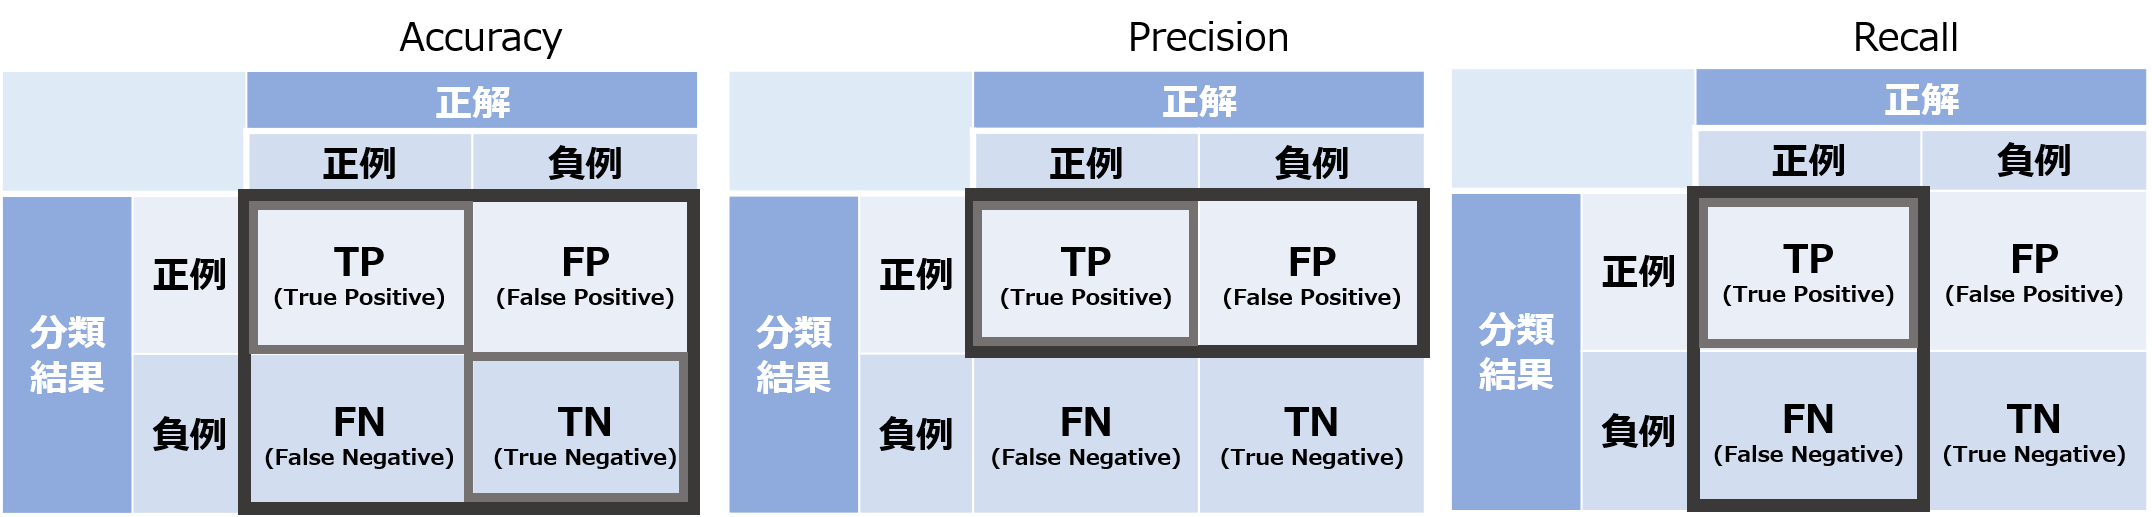 Accuracy
正解
正例 負例
分類
結果
正例
TP
(True Positive)
FP
(False Positive)
負例
FN
(False Negative)
TN
(True Negative)
Precision
正解
正例 負例
分類
結果
正例
TP
(True Positive)
FP
(False Positive)
負例
FN
(False Negative)
TN
(True Negative)
Recall
正解
正例 負例
分類
結果
正例
TP
(True Positive)
FP
(False Positive)
負例
FN
(False Negative)
TN
(True Negative)